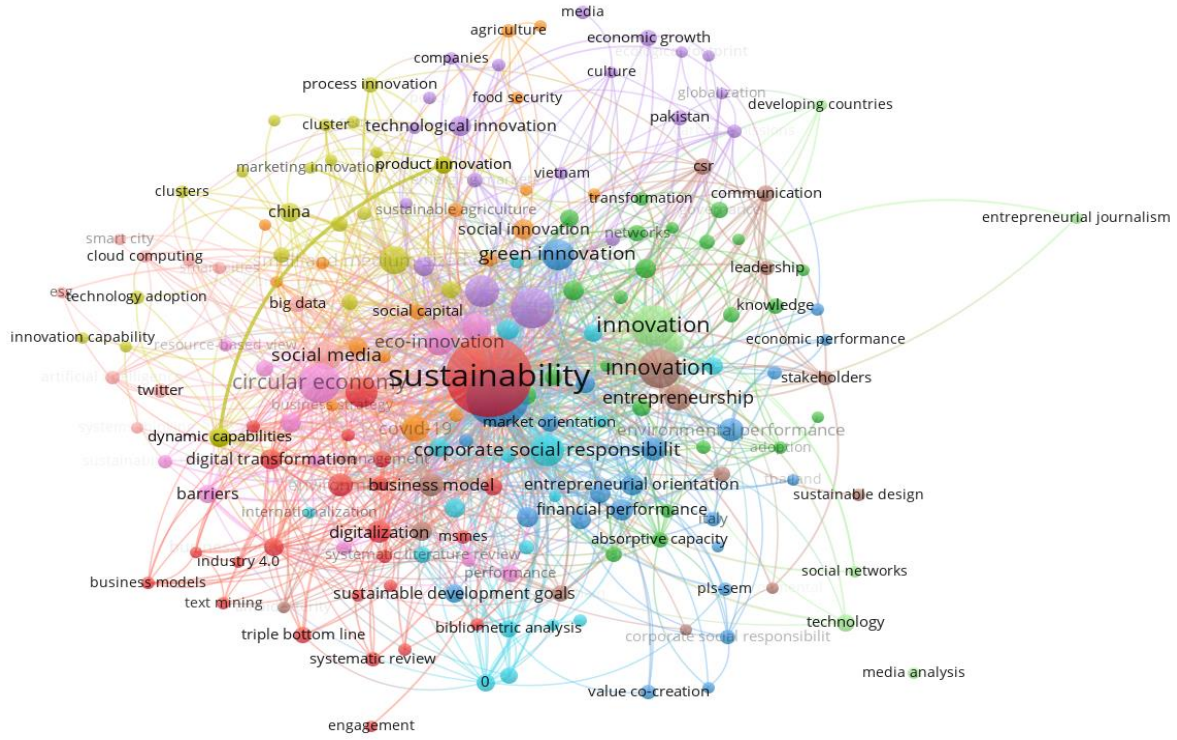 media
agriculture
economic growth
companies
culture
process innovation
food security
globalization
developing countries
pakistan
cluster
technological innovation
marketing innovation
product innovation
csr
vietnam
clusters
transformation
communication
china
sustainable agriculture
entrepreneurial journalism
social innovation
networks
smart city
green innovation
cloud computing
leadership
esg
technology adoption
big data
social capital
knowledge
innovation
innovation capability
resource-based view
eco-innovation
economic performance
social media
innovation
sustainability
circular economy
stakeholders
twitter
entrepreneurship
business strategy
market orientation
covid-19
environmental performance
dynamic capabilities
corporate social responsibilit
adoption
digital transformation
management
thailand
business model
entrepreneurial orientation
barriers
sustainable design
internationalization
financial performance
italy
digitalization
msmes
absorptive capacity
systematic literature review
industry 4.0
performance
social networks
business models
pls-sem
sustainable development goals
text mining
technology
bibliometric analysis
triple bottom line
corporate social responsibilit
systematic review
media analysis
0
value co-creation
engagement